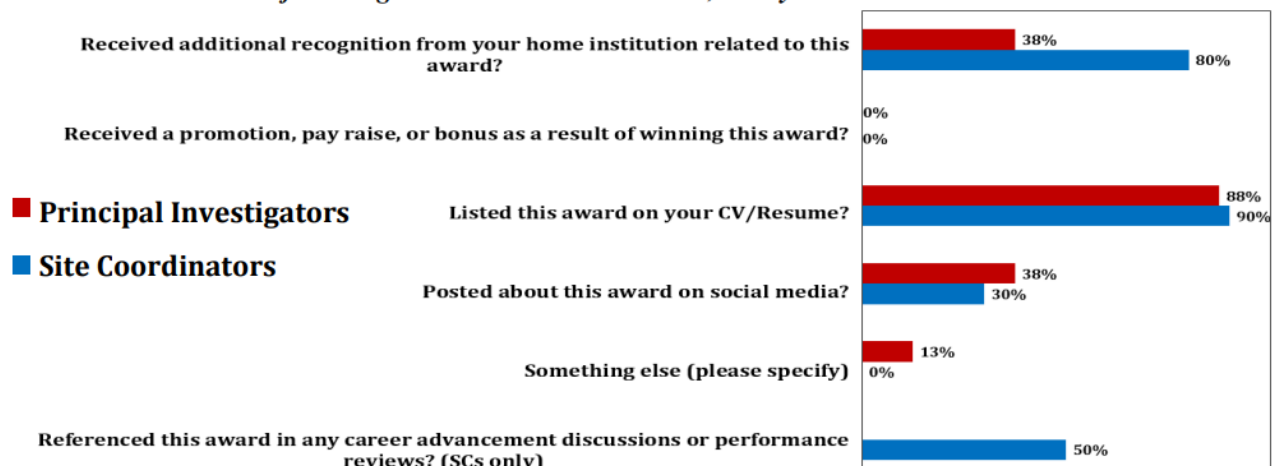 Received additional recognition from your home institution related to this
award?
38%
80%
Received a promotion, pay raise, or bonus as a result of winning this award?
0%
0%
Principal Investigators
Listed this award on your CV/Resume?
88%
90%
Site Coordinators
Posted about this award on social media?
38%
30%
Something else (please specify)
13%
0%
Referenced this award in any career advancement discussions or performance
reviews? (SCs only)
50%